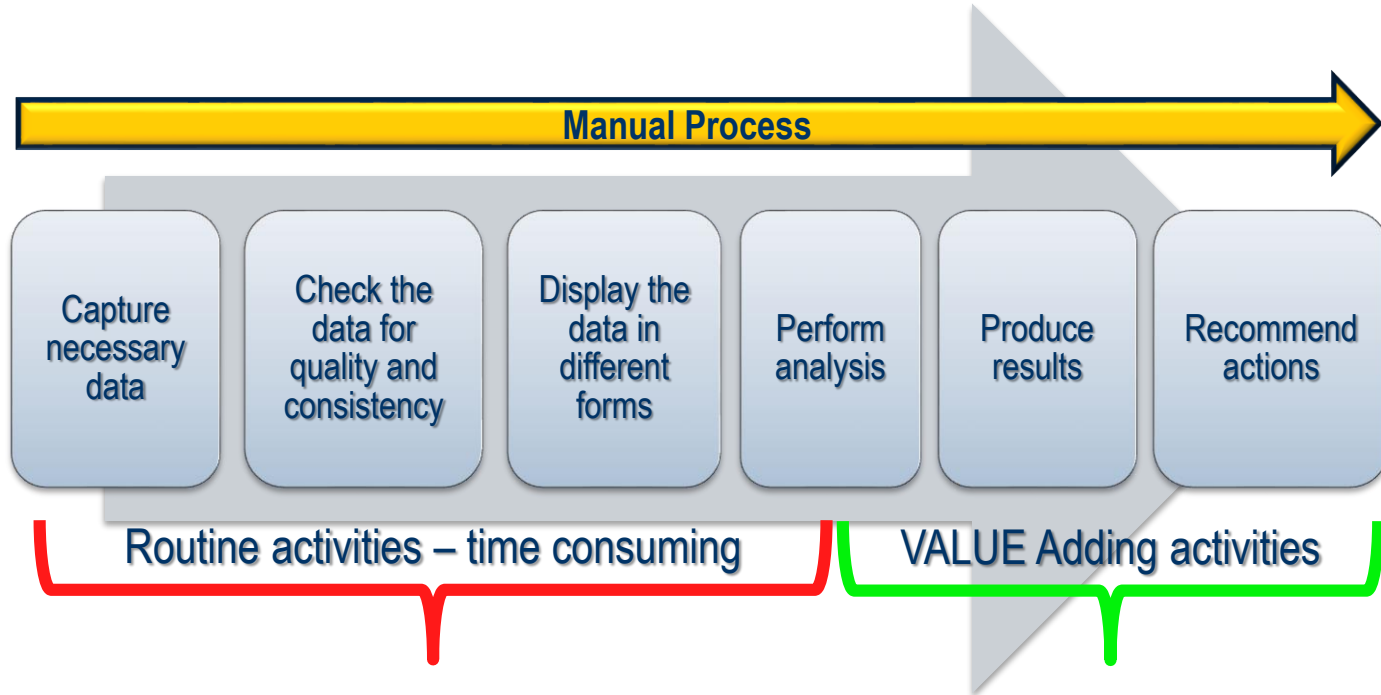 Manual Process
Capture
necessary
data
Check the
data for
quality and
consistency
Display the
data in
different
forms
Perform
analysis
Produce
results
Recommend
actions
Routine activities – time consuming
VALUE Adding activities